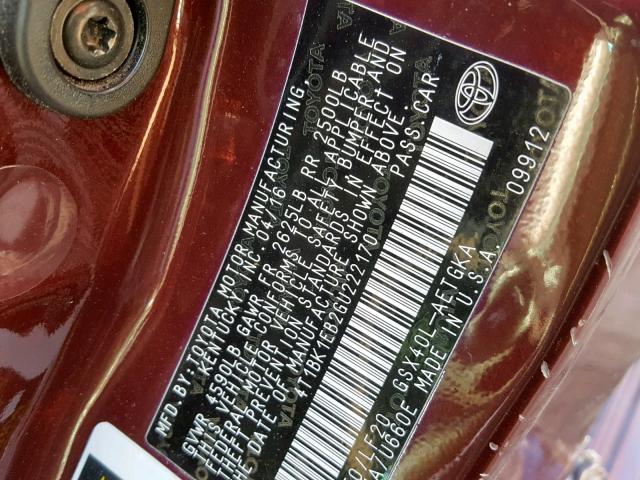 MFD.BY:TOYOTA MOTOR MANUFACTURING,
KENTUCKY, INC 04/16
GVWR 4590LB GAWR FR 2625LB RR 2300LB
THIS VEHICLE CONFORMS TO ALL APPLICABLE
FEDERAL MOTOR VEHICLE SAFETY, BUMPER, AND
THEFT PREVENTION STANDARDS IN EFFECT ON
THE DATE OF MANUFACTURE SHOWN ABOVE.
PASS.CAR
/LF20 GSX40L-AETGKA
A/U660E MADE IN U.S.A.
09912
TOYOTA